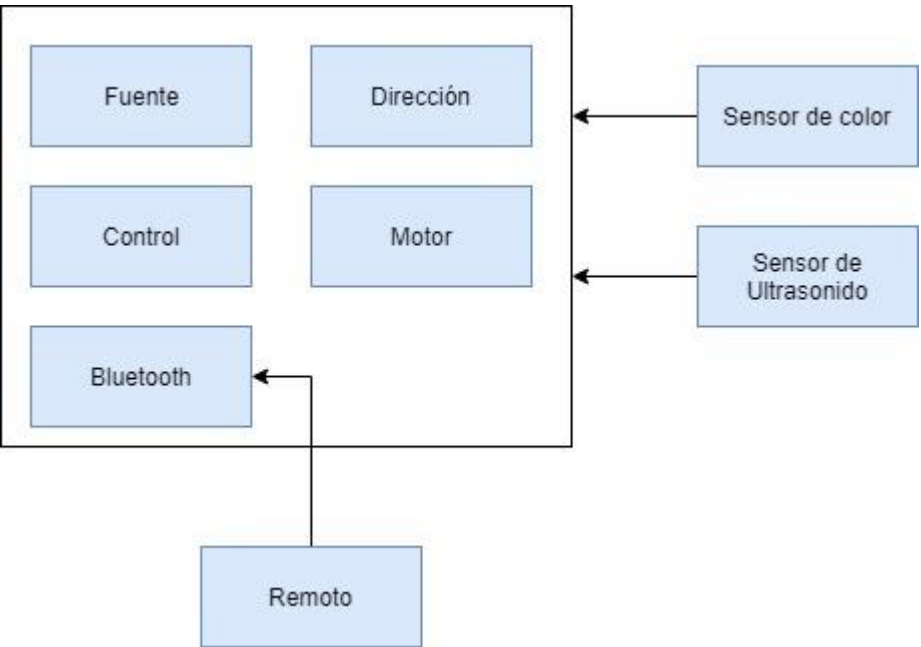 Fuente
Dirección
Sensor de color
Control
Motor
Sensor de
Ultrasonido
Bluetooth
Remoto